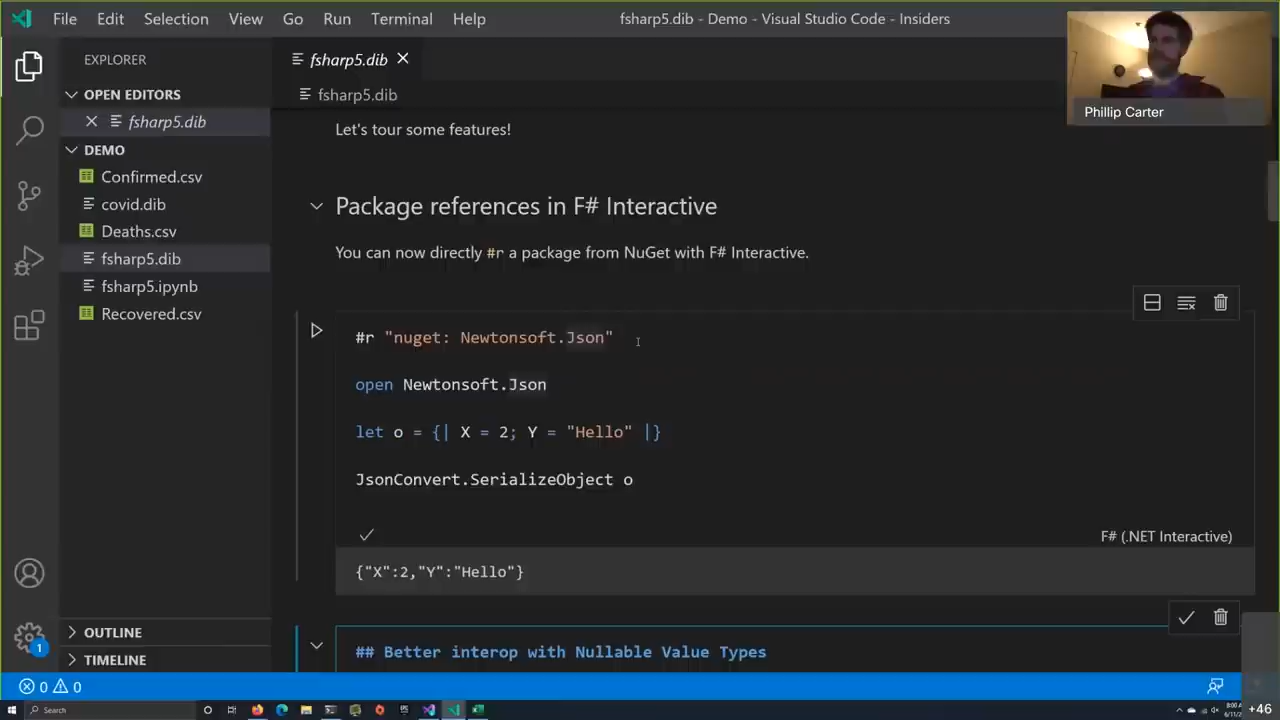 File Edit Selection View Go Run Terminal Help
fsharp5.dib - Demo - Visual Studio Code - Insiders
Phillip Carter
EXPLORER
OPEN EDITORS
fsharp5.dib
DEMO
Confirmed.csv
covid.dib
Deaths.csv
fsharp5.dib
fsharp5.ipynb
Recovered.csv
OUTLINE
TIMELINE
fsharp5.dib
fsharp5.dib
Let's tour some features!
Package references in F# Interactive
You can now directly #r a package from NuGet with F# Interactive.
#r "nuget: Newtonsoft.Json"
open Newtonsoft.Json
let o = {| X = 2; Y = "Hello" |}
JsonConvert.SerializeObject o
F# (.NET Interactive)
{"X":2,"Y":"Hello"}
## Better interop with Nullable Value Types
1
0 0
Search
+46